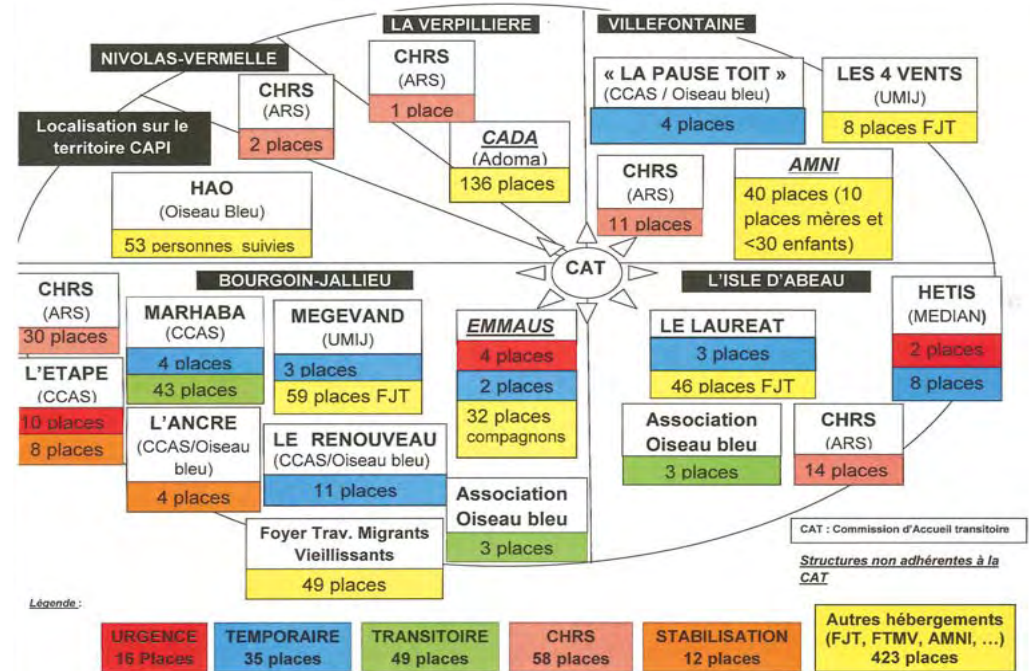 LA VERPILLIERE
VILLEFONTAINE
NIVOLAS-VERMELLE
Localisation sur le
territoire CAPI
CHRS
(ARS)
2 places
CHRS
(ARS)
1 place
CADA
(Adoma)
136 places
« LA PAUSE TOIT »
(CCAS / Oiseau bleu)
4 places
LES 4 VENTS
(UMIJ)
8 places FJT
CHRS
(ARS)
11 places
AMNI
40 places (10
places mères et
<30 enfants)
HAO
(Oiseau Bleu)
53 personnes suivies
CAT
BOURGOIN-JALLIEU
L'ISLE D'ABEAU
CHRS
(ARS)
30 places
MARHABA
(CCAS)
4 places
43 places
MEGEVAND
(UMIJ)
3 places
59 places FJT
EMMAUS
4 places
2 places
32 places
compagnons
LE LAUREAT
3 places
46 places FJT
HETIS
(MEDIAN)
2 places
8 places
L'ETAPE
(CCAS)
10 places
8 places
L'ANCRE
(CCAS/Oiseau
bleu)
4 places
LE RENOUVEAU
(CCAS/Oiseau bleu)
11 places
Association
Oiseau bleu
3 places
Association
Oiseau bleu
3 places
CHRS
(ARS)
14 places
Foyer Trav. Migrants
Vieillissants
49 places
CAT : Commission d'Accueil transitoire
Structures non adhérentes à la
CAT
Légende :
URGENCE
16 Places
TEMPORAIRE
35 places
TRANSITOIRE
49 places
CHRS
58 places
STABILISATION
12 places
Autres hébergements
(FJT, FTMV, AMNI, ...)
423 places